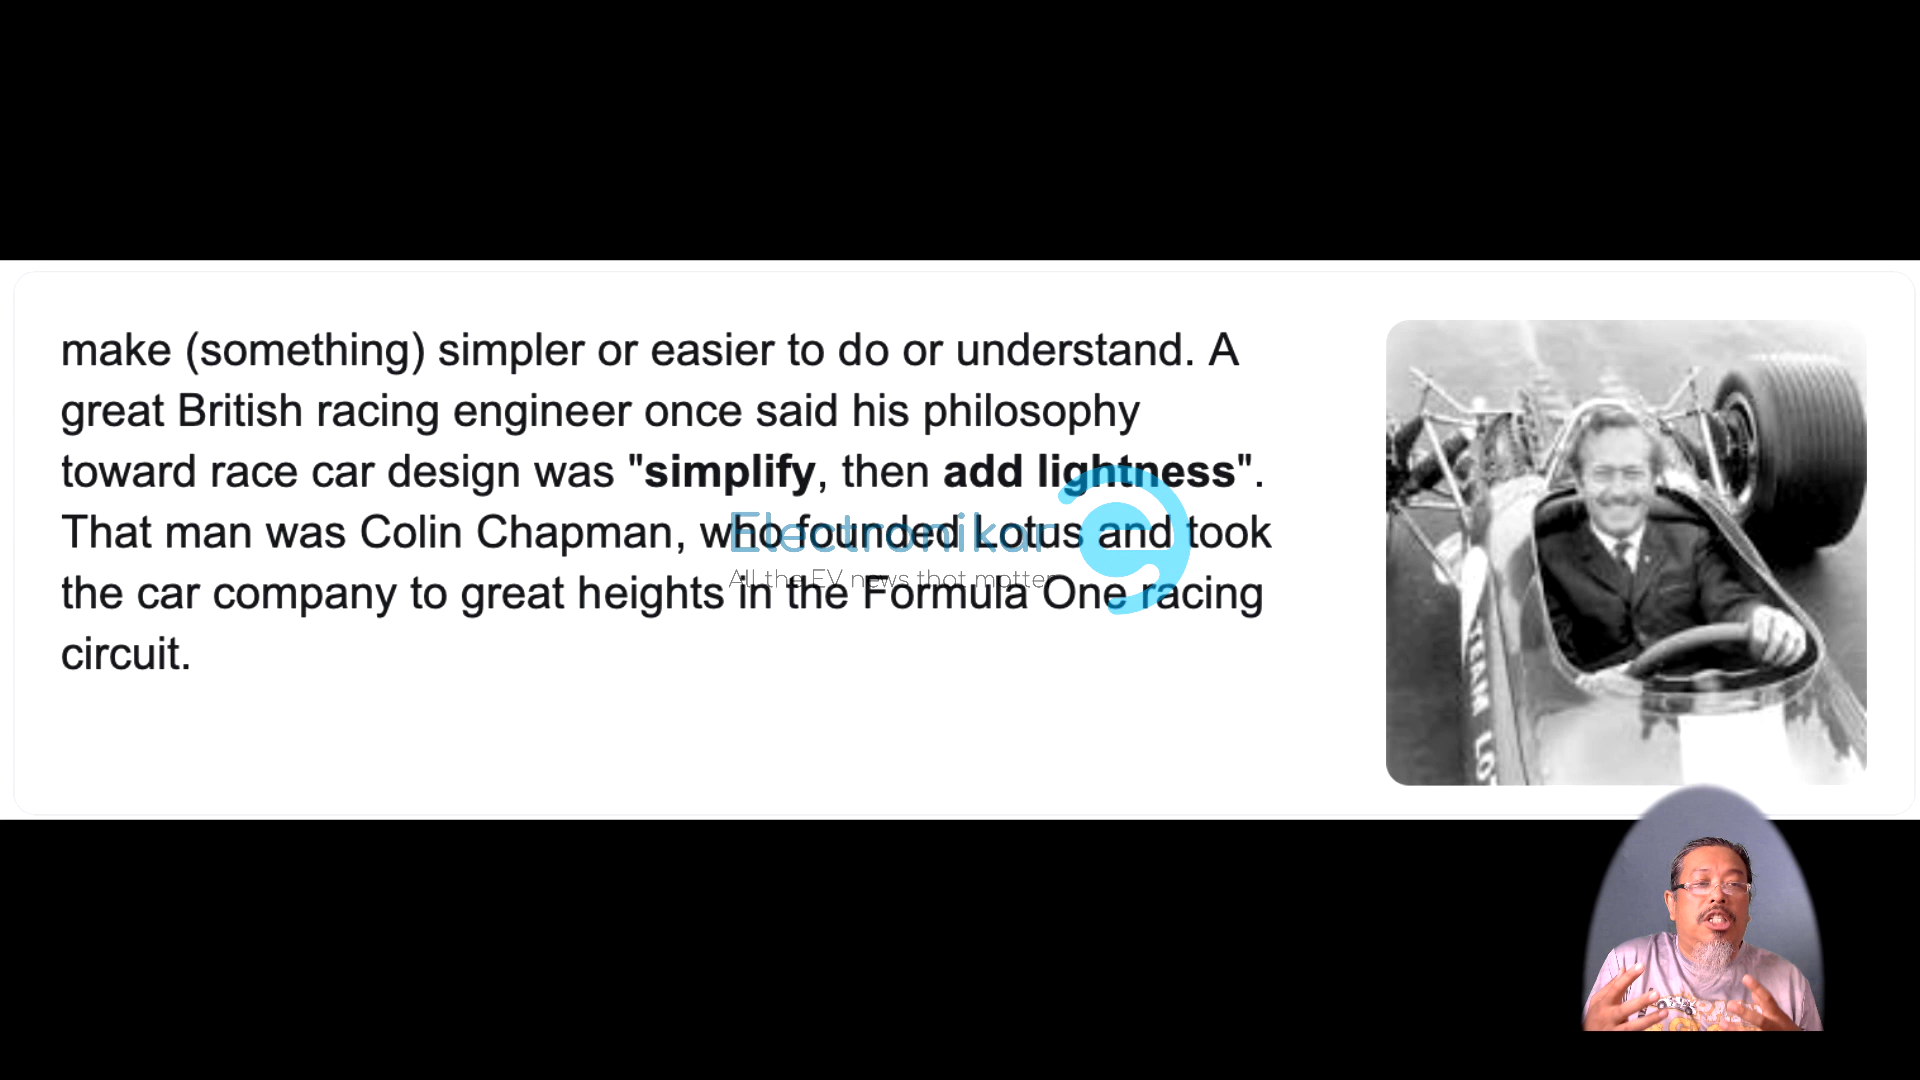 make (something) simpler or easier to do or understand. A
great British racing engineer once said his philosophy
toward race car design was "simplify, then add lightness".
That man was Colin Chapman, who founded Lotus and took
the car company to great heights in the Formula One racing
circuit.
Electronikar
All the EV news that matter
TEAM LOT